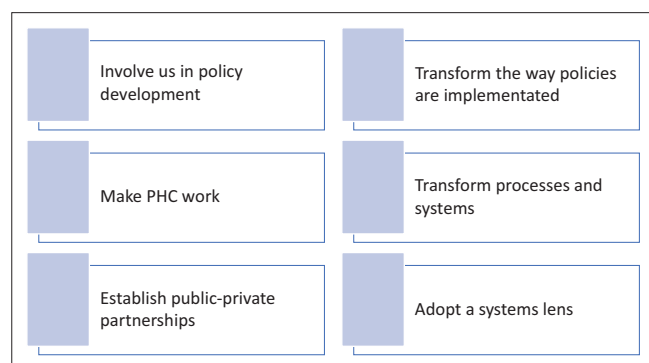 Involve us in policy
development
Transform the way policies
are implementated
Make PHC work
Transform processes and
systems
Establish public-private
partnerships
Adopt a systems lens